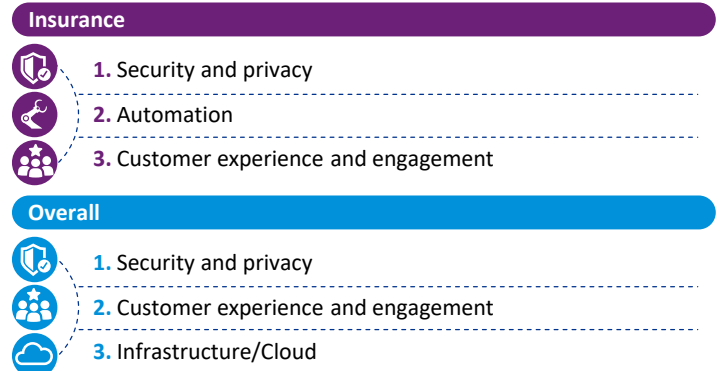 Insurance
1. Security and privacy
2. Automation
3. Customer experience and engagement
Overall
1. Security and privacy
2. Customer experience and engagement
3. Infrastructure/Cloud